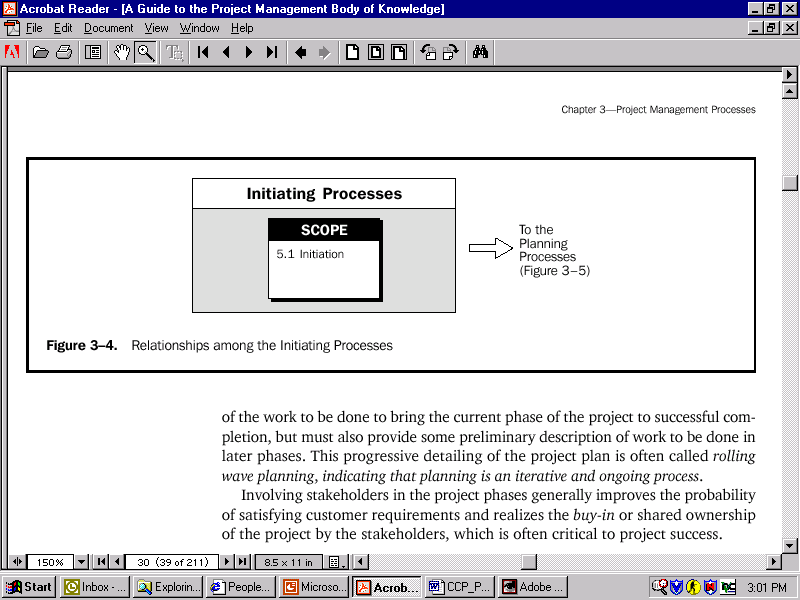 Acrobat Reader - [A Guide to the Project Management Body of Knowledge]
File Edit Document View Window Help
Chapter 3—Project Management Processes
Initiating Processes
SCOPE
5.1 Initiation
To the
Planning
Processes
(Figure 3–5)
Figure 3–4. Relationships among the Initiating Processes
of the work to be done to bring the current phase of the project to successful com-
pletion, but must also provide some preliminary description of work to be done in
later phases. This progressive detailing of the project plan is often called rolling
wave planning, indicating that planning is an iterative and ongoing process.
Involving stakeholders in the project phases generally improves the probability
of satisfying customer requirements and realizes the buy-in or shared ownership
of the project by the stakeholders, which is often critical to project success.
150% 30 (39 of 211) 8.5 x 11 in
Start Inbox - ... Explorin... People... Microso... Acrob... CCP_P... Adobe ... 3:01 PM